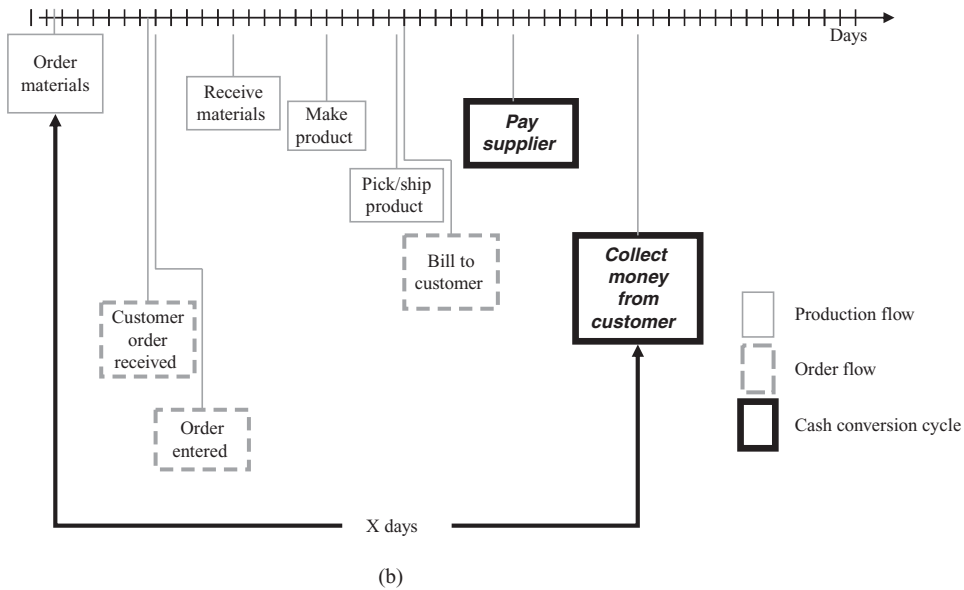 Days
Order
materials
Receive
materials
Make
product
Pay
supplier
Pick/ship
product
Bill to
customer
Collect
money
from
customer
Customer
order
received
Order
entered
Production flow
Order flow
Cash conversion cycle
X days
(b)